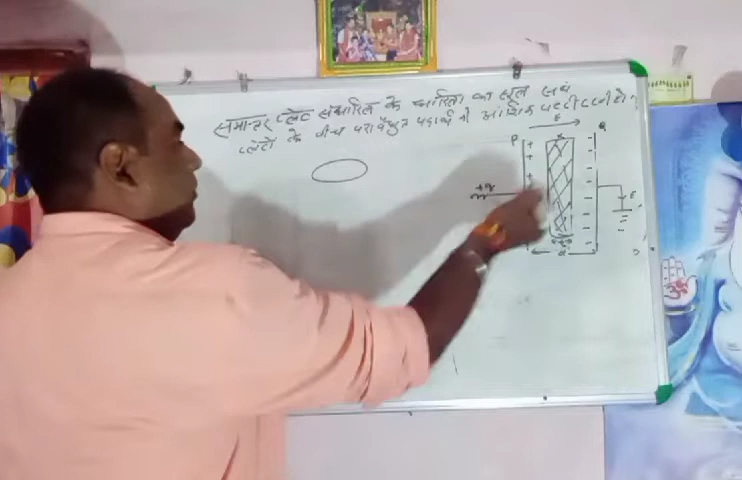 समान्तर प्लेट संधारित्र के धारिता का सूत्र जब
प्लेटों के बीच परावैद्युत पदार्थ से आंशिक
E
P
Q
+q
E
d